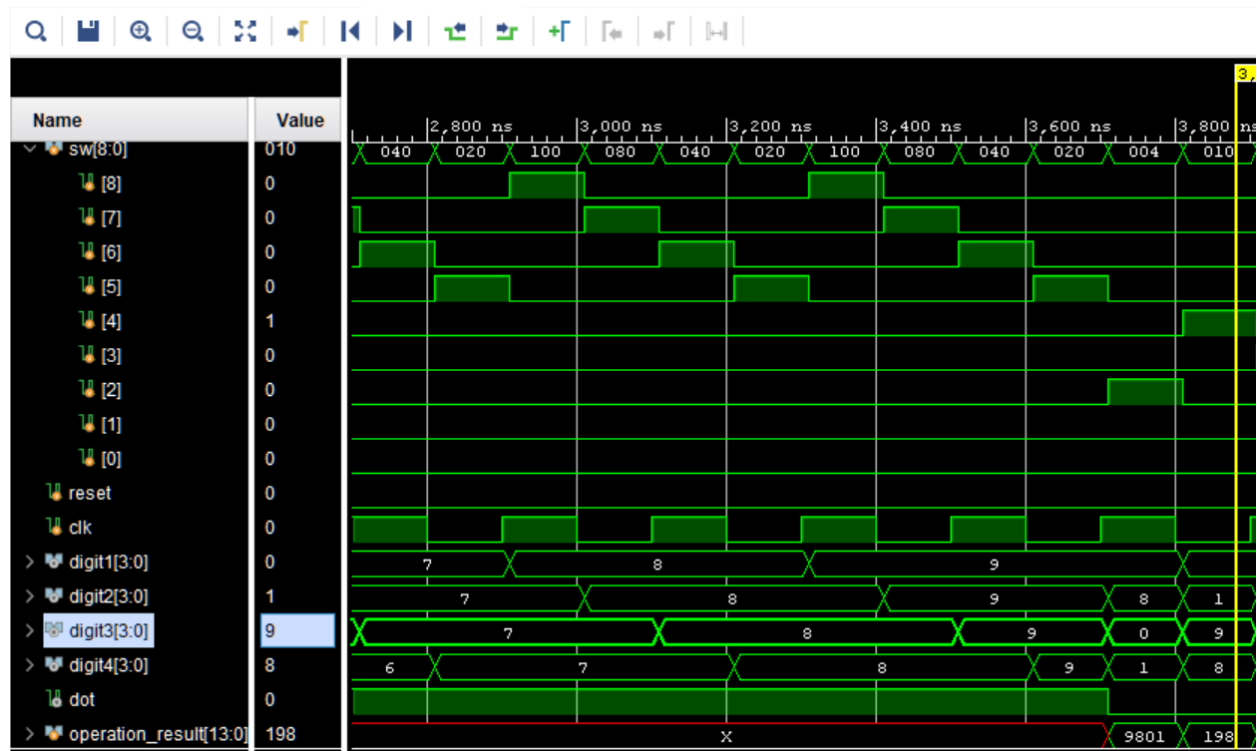 3,
Name Value
2,800 ns 3,000 ns 3,200 ns 3,400 ns 3,600 ns 3,800 ns
sw[8:0] 010 040 020 100 080 040 020 100 080 040 020 004 010
[8] 0
[7] 0
[6] 0
[5] 0
[4] 1
[3] 0
[2] 0
[1] 0
[0] 0
reset 0
clk 0
digit1[3:0] 0 7 8 9
digit2[3:0] 1 7 8 9 8 1
digit3[3:0] 9 7 8 9 0 9
digit4[3:0] 8 6 7 8 9 1 8
dot 0
operation_result[13:0] 198 X 9801 198